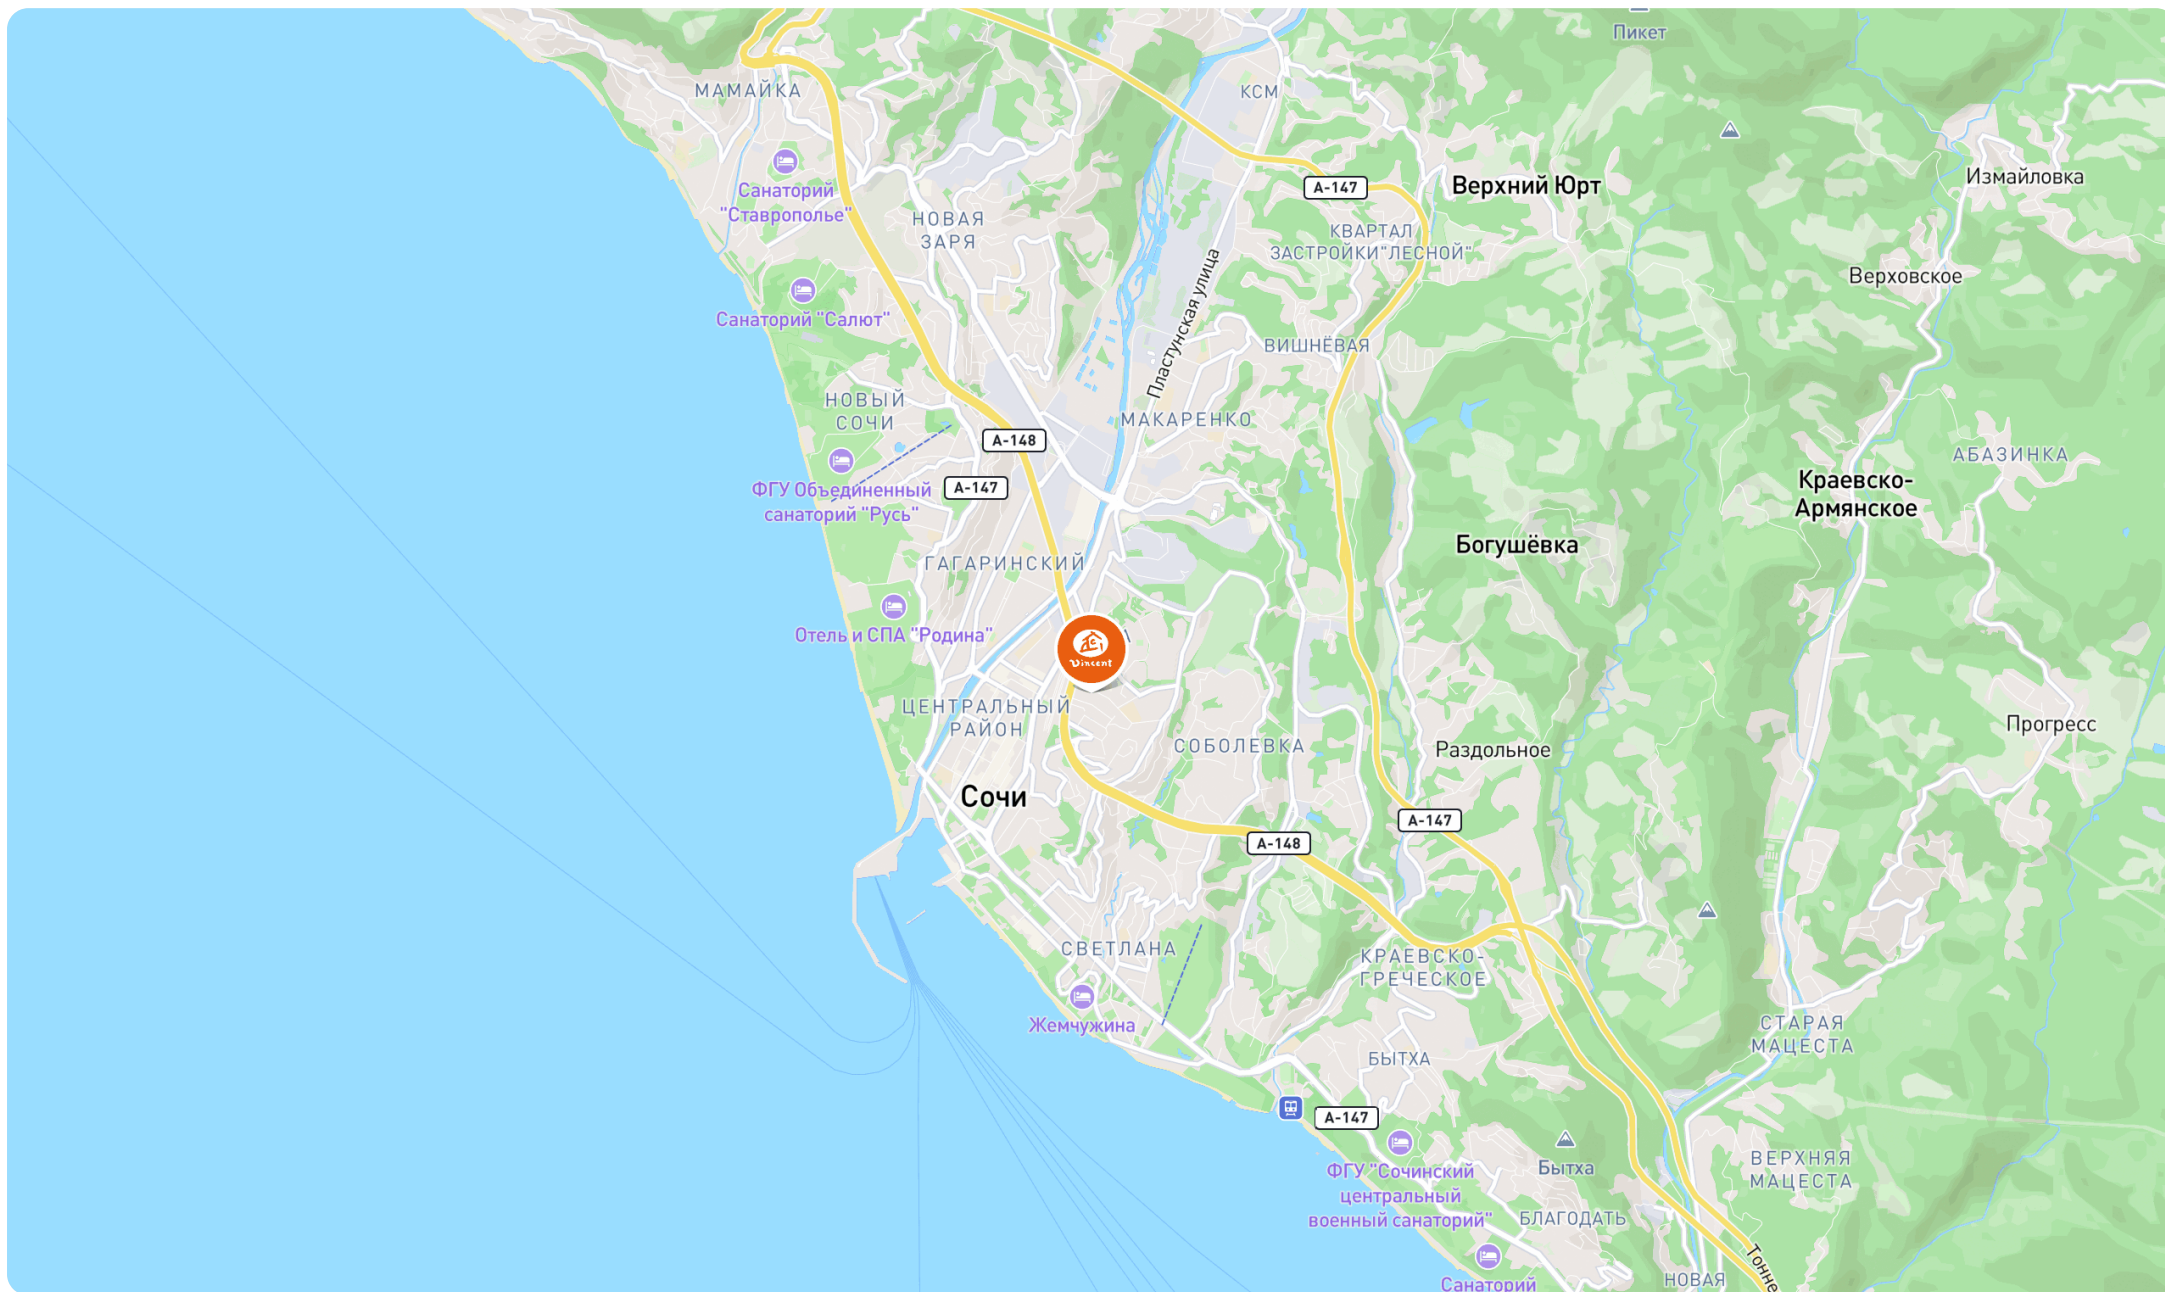 Пикет
МАМАЙКА
КСМ
Санаторий
"Ставрополье"
А-147
Верхний Юрт
Измайловка
НОВАЯ
ЗАРЯ
КВАРТАЛ
ЗАСТРОЙКИ"ЛЕСНОЙ"
Верховское
Санаторий "Салют"
Пластунская улица
ВИШНЁВАЯ
НОВЫЙ
СОЧИ
МАКАРЕНКО
А-148
АБАЗИНКА
ФГУ Объединенный
санаторий "Русь"
А-147
Краевско-
Армянское
Богушёвка
ГАГАРИНСКИЙ
Отель и СПА "Родина"
Vincent
ЦЕНТРАЛЬНЫЙ
РАЙОН
СОБОЛЕВКА
Раздольное
Прогресс
Сочи
А-147
А-148
СВЕТЛАНА
КРАЕВСКО-
ГРЕЧЕСКОЕ
Жемчужина
СТАРАЯ
МАЦЕСТА
БЫТХА
А-147
ФГУ "Сочинский
центральный
военный санаторий"
Бытха
ВЕРХНЯЯ
МАЦЕСТА
БЛАГОДАТЬ
Санаторий
НОВАЯ
Тонне